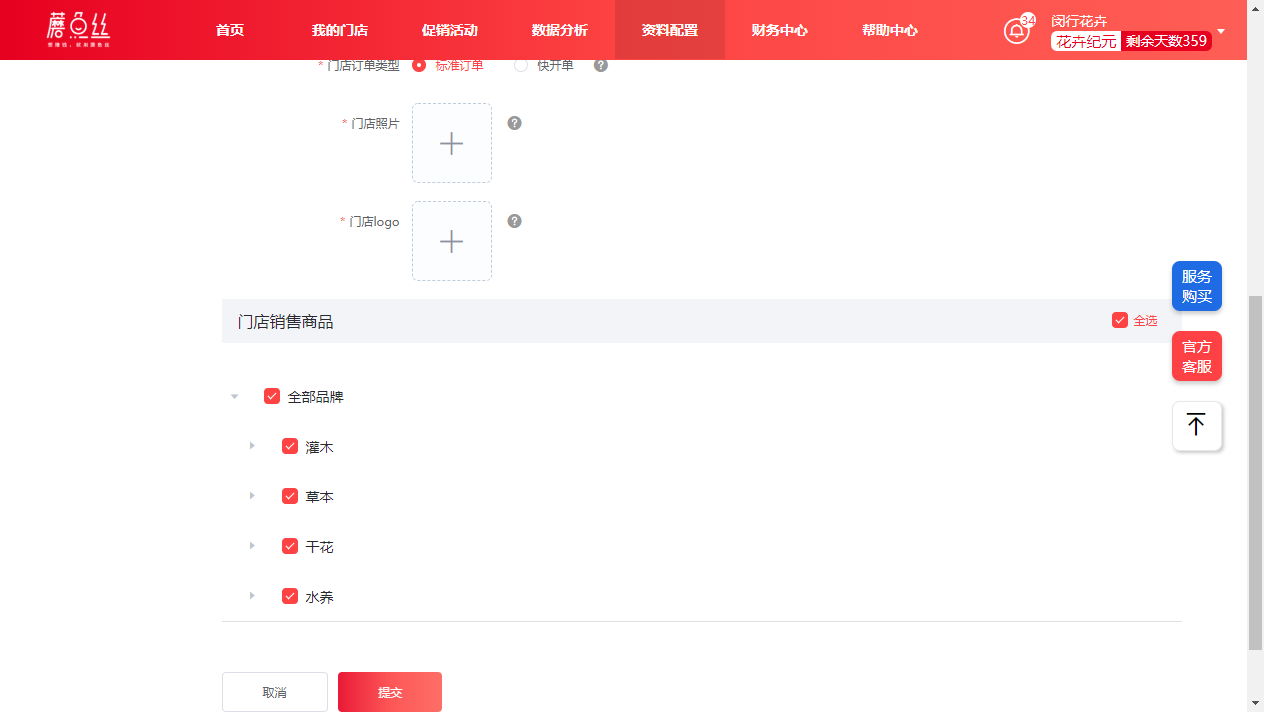 蘑点丝
首页
我的门店
促销活动
数据分析
资料配置
财务中心
帮助中心
34
闵行花卉
花卉纪元 剩余天数359
* 门店订单类型 标准订单 快开单 ?
* 门店照片 ?
* 门店logo ?
门店销售商品 全选
全部品牌
灌木
草本
干花
水养
取消 提交
服务
购买
官方
客服